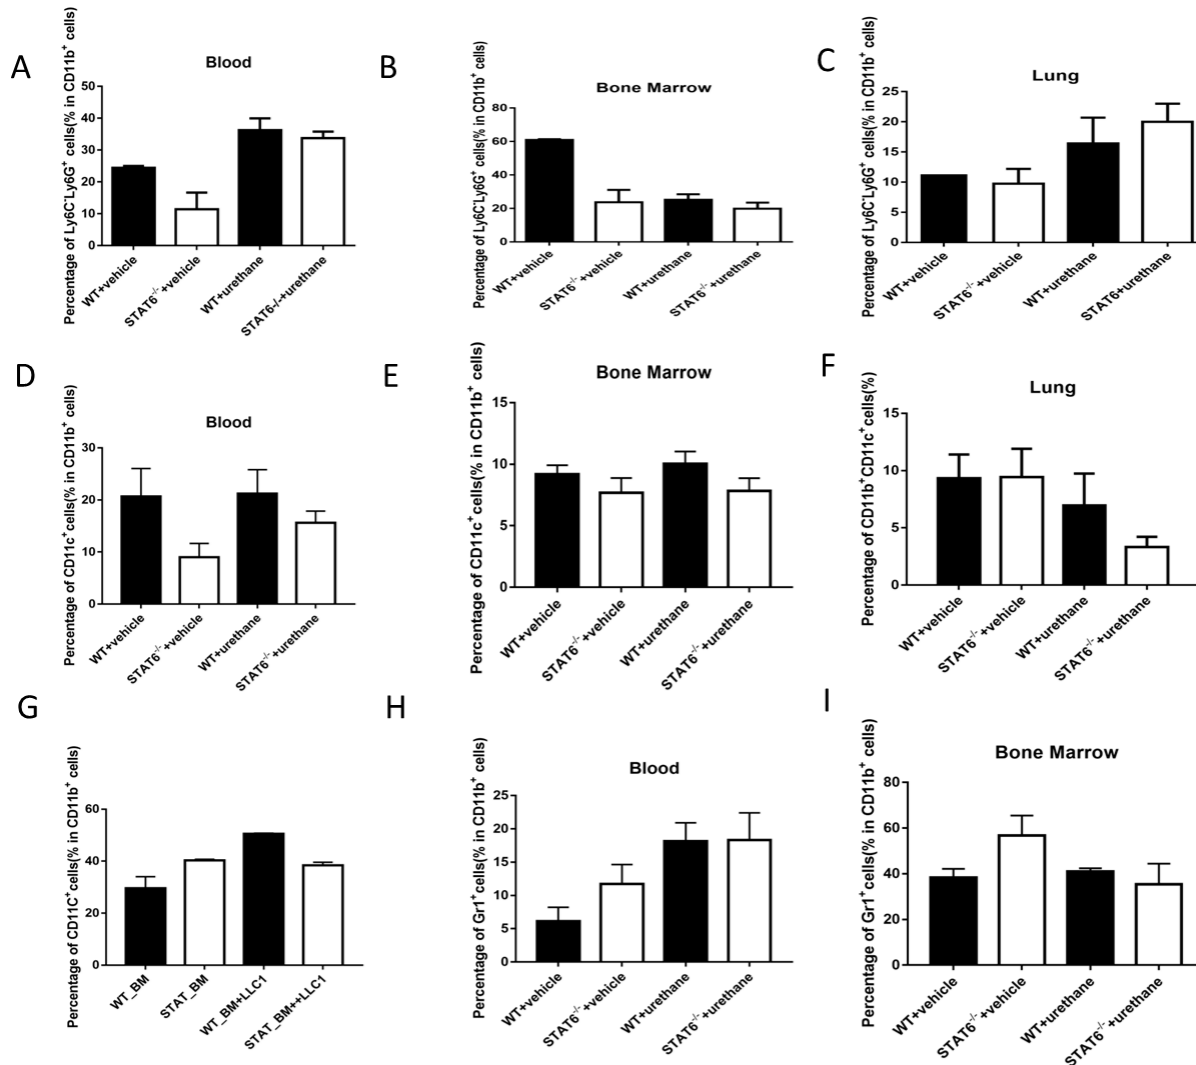 A
Blood
Percentage of Ly6C⁻Ly6G⁺ cells(% in CD11b⁺ cells)
50
40
30
20
10
0
WT+vehicle
STAT6⁻/⁻+vehicle
WT+urethane
STAT6-/-+urethane
B
Bone Marrow
Percentage of Ly6C⁻Ly6G⁺ cells(% in CD11b⁺ cells)
80
60
40
20
0
WT+vehicle
STAT6⁻/⁻+vehicle
WT+urethane
STAT6⁻/⁻+urethane
C
Lung
Percentage of Ly6C⁻Ly6G⁺ cells(% in CD11b⁺ cells)
25
20
15
10
5
0
WT+vehicle
STAT6⁻/⁻+vehicle
WT+urethane
STAT6+urethane
D
Blood
Percentage of CD11c⁺cells(% in CD11b⁺ cells)
30
20
10
0
WT+vehicle
STAT6⁻/⁻+vehicle
WT+urethane
STAT6⁻/⁻+urethane
E
Bone Marrow
Percentage of CD11c⁺cells(% in CD11b⁺ cells)
15
10
5
0
WT+vehicle
STAT6⁻/⁻+vehicle
WT+urethane
STAT6⁻/⁻+urethane
F
Lung
Percentage of CD11b⁺CD11c⁺cells(%)
15
10
5
0
WT+vehicle
STAT6⁻/⁻+vehicle
WT+urethane
STAT6⁻/⁻+urethane
G
Percentage of CD11C⁺cells(% in CD11b⁺ cells)
60
40
20
0
WT_BM
STAT_BM
WT_BM+LLC1
STAT_BM++LLC1
H
Blood
Percentage of Gr1⁺cells(% in CD11b⁺ cells)
25
20
15
10
5
0
WT+vehicle
STAT6⁻/⁻+vehicle
WT+urethane
STAT6⁻/⁻+urethane
I
Bone Marrow
Percentage of Gr1⁺cells(% in CD11b⁺ cells)
80
60
40
20
0
WT+vehicle
STAT6⁻/⁻+vehicle
WT+urethane
STAT6⁻/⁻+urethane